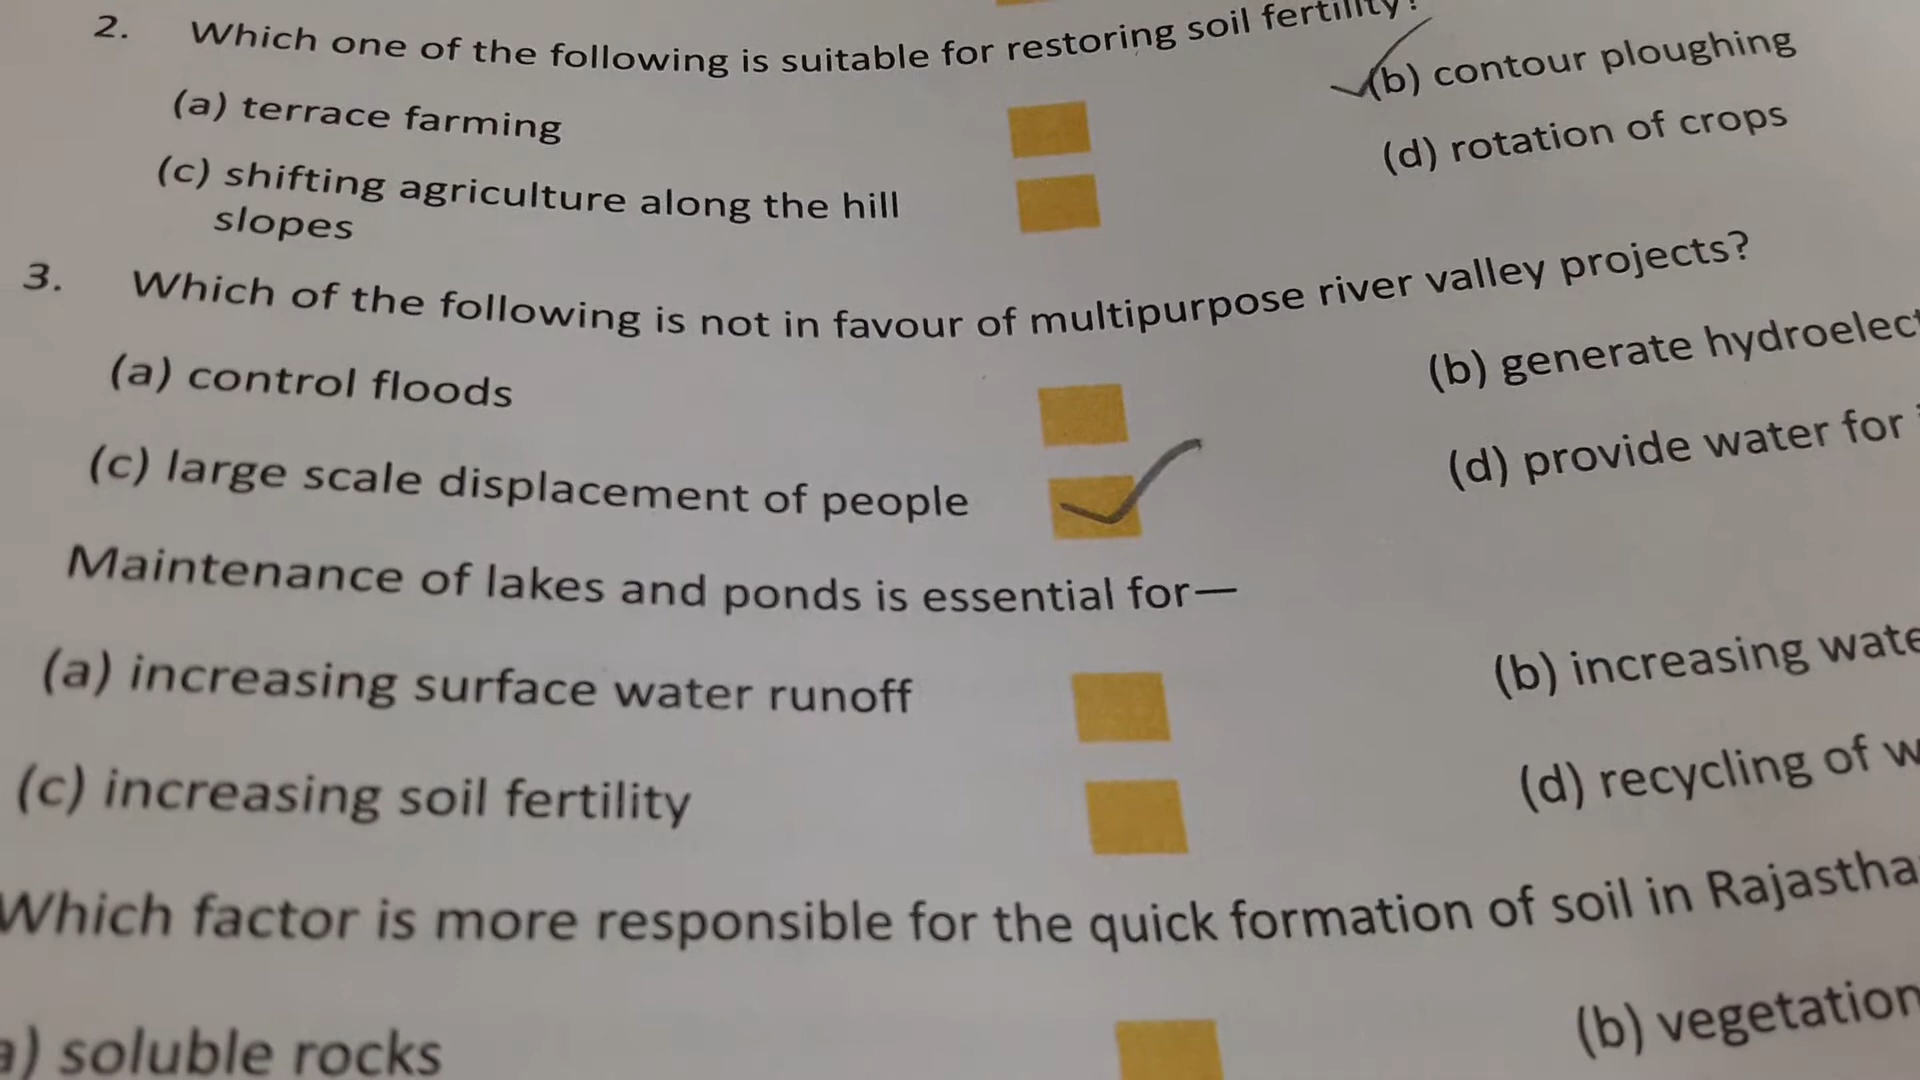 2. Which one of the following is suitable for restoring soil fertility?
(a) terrace farming (b) contour ploughing
(c) shifting agriculture along the hill (d) rotation of crops
slopes
3. Which of the following is not in favour of multipurpose river valley projects?
(a) control floods (b) generate
(c) large scale displacement of people (d) provide water for
Maintenance of lakes and ponds is essential for—
(a) increasing surface water runoff (b) increasing
(c) increasing soil fertility (d) recycling of
Which factor is more responsible for the quick formation of soil in
soluble rocks (b) vegetation